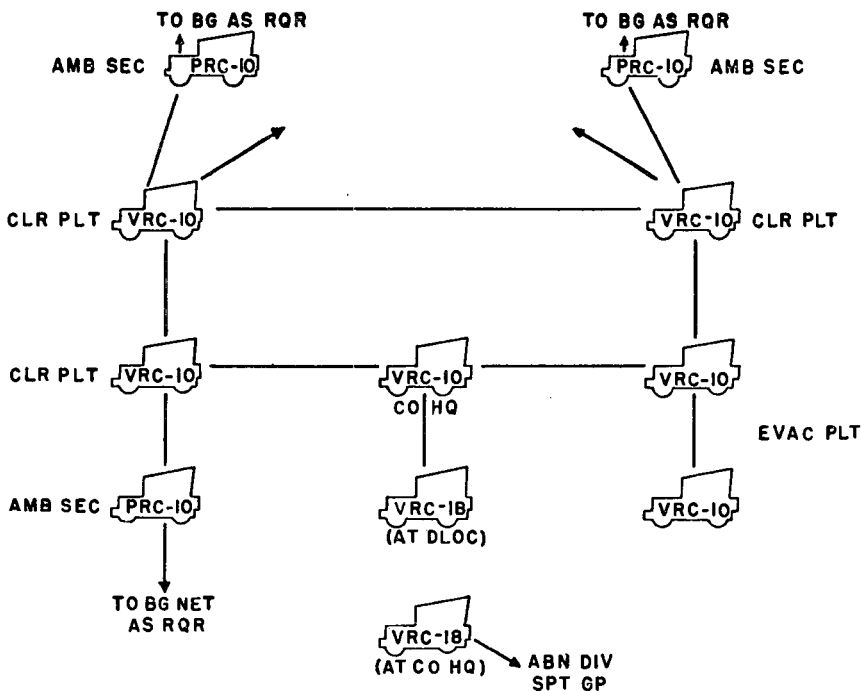 TO BG AS RQR
TO BG AS RQR
AMB SEC
PRC-10
PRC-10
AMB SEC
CLR PLT
VRC-10
VRC-10
CLR PLT
CLR PLT
VRC-10
VRC-10
VRC-10
CO HQ
EVAC PLT
AMB SEC
PRC-10
VRC-18
VRC-10
(AT DLOC)
TO BG NET
AS RQR
VRC-18
(AT CO HQ)
ABN DIV
SPT GP